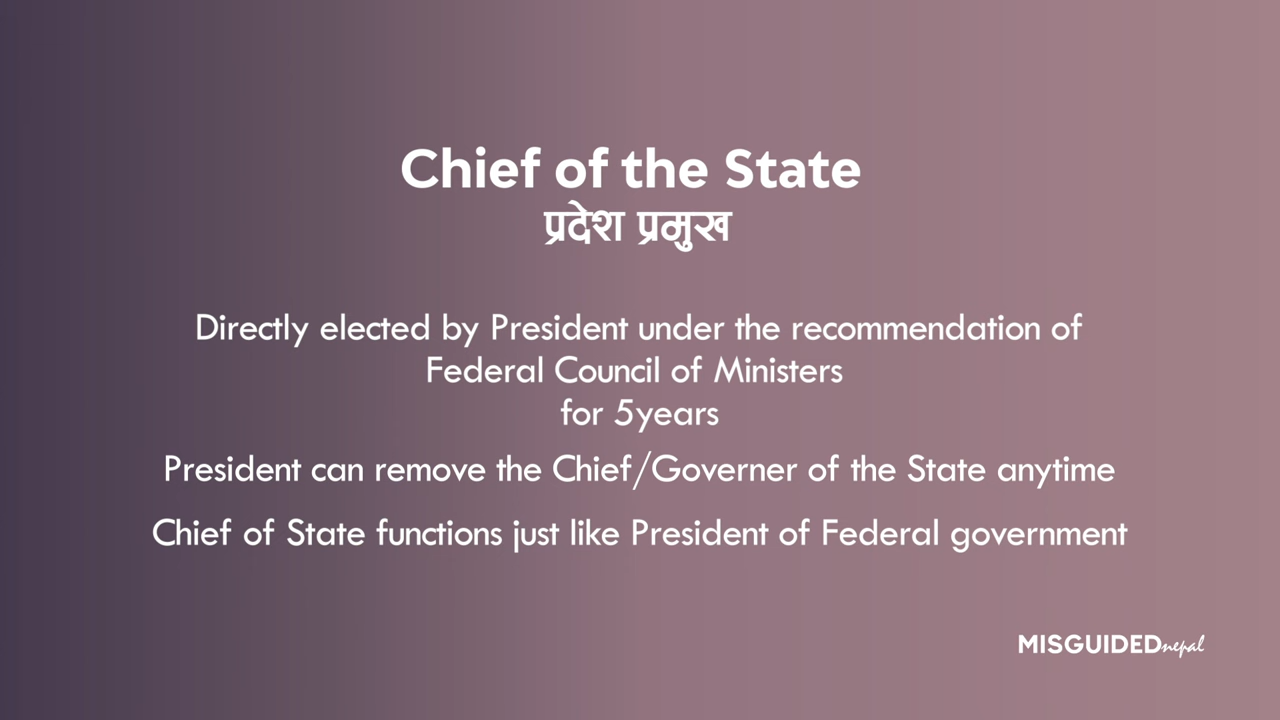 Chief of the State
प्रदेश प्रमुख
Directly elected by President under the recommendation of
Federal Council of Ministers
for 5years
President can remove the Chief/Governer of the State anytime
Chief of State functions just like President of Federal government
MISGUIDEDnepal